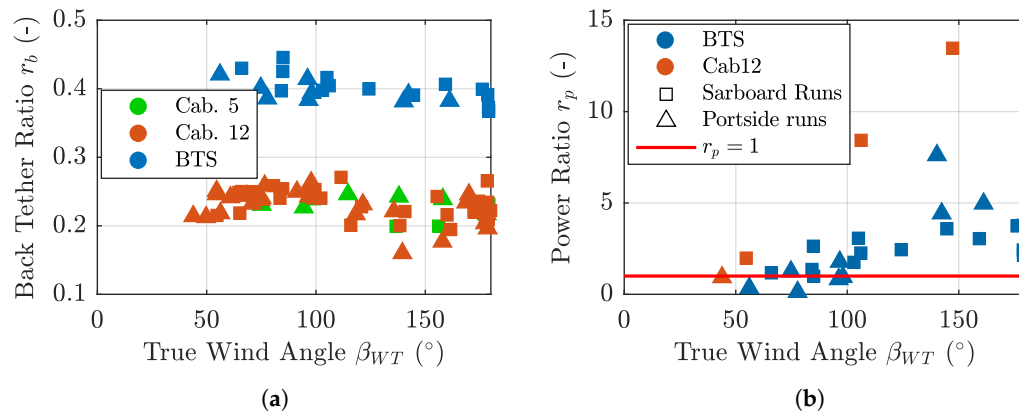 0.5
0.4
0.3
0.2
0.1
Back Tether Ratio r_b (-)
Cab. 5
Cab. 12
BTS
0 50 100 150
True Wind Angle β_WT (°)
(a)
15
10
5
0
Power Ratio r_p (-)
BTS
Cab12
Sarboard Runs
Portside runs
r_p = 1
0 50 100 150
True Wind Angle β_WT (°)
(b)